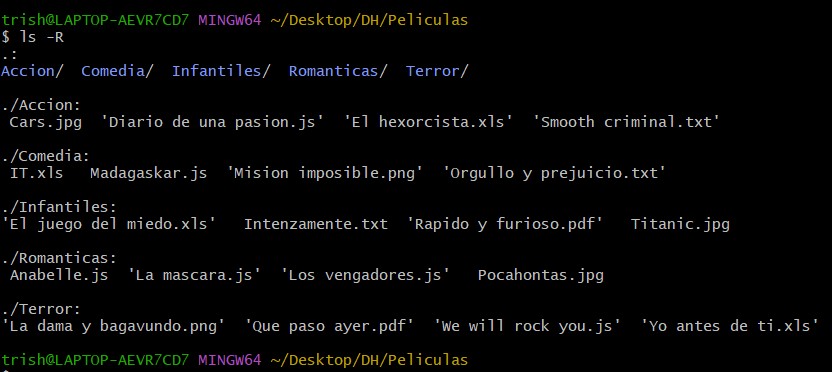 trish@LAPTOP-AEVR7CD7 MINGW64 ~/Desktop/DH/Peliculas
$ ls -R
.:
Accion/  Comedia/  Infantiles/  Romanticas/  Terror/

./Accion:
 Cars.jpg  'Diario de una pasion.js'  'El hexorcista.xls'  'Smooth criminal.txt'

./Comedia:
 IT.xls   Madagaskar.js  'Mision imposible.png'  'Orgullo y prejuicio.txt'

./Infantiles:
'El juego del miedo.xls'   Intenzamente.txt  'Rapido y furioso.pdf'   Titanic.jpg

./Romanticas:
 Anabelle.js  'La mascara.js'  'Los vengadores.js'   Pocahontas.jpg

./Terror:
'La dama y bagavundo.png'  'Que paso ayer.pdf'  'We will rock you.js'  'Yo antes de ti.xls'

trish@LAPTOP-AEVR7CD7 MINGW64 ~/Desktop/DH/Peliculas